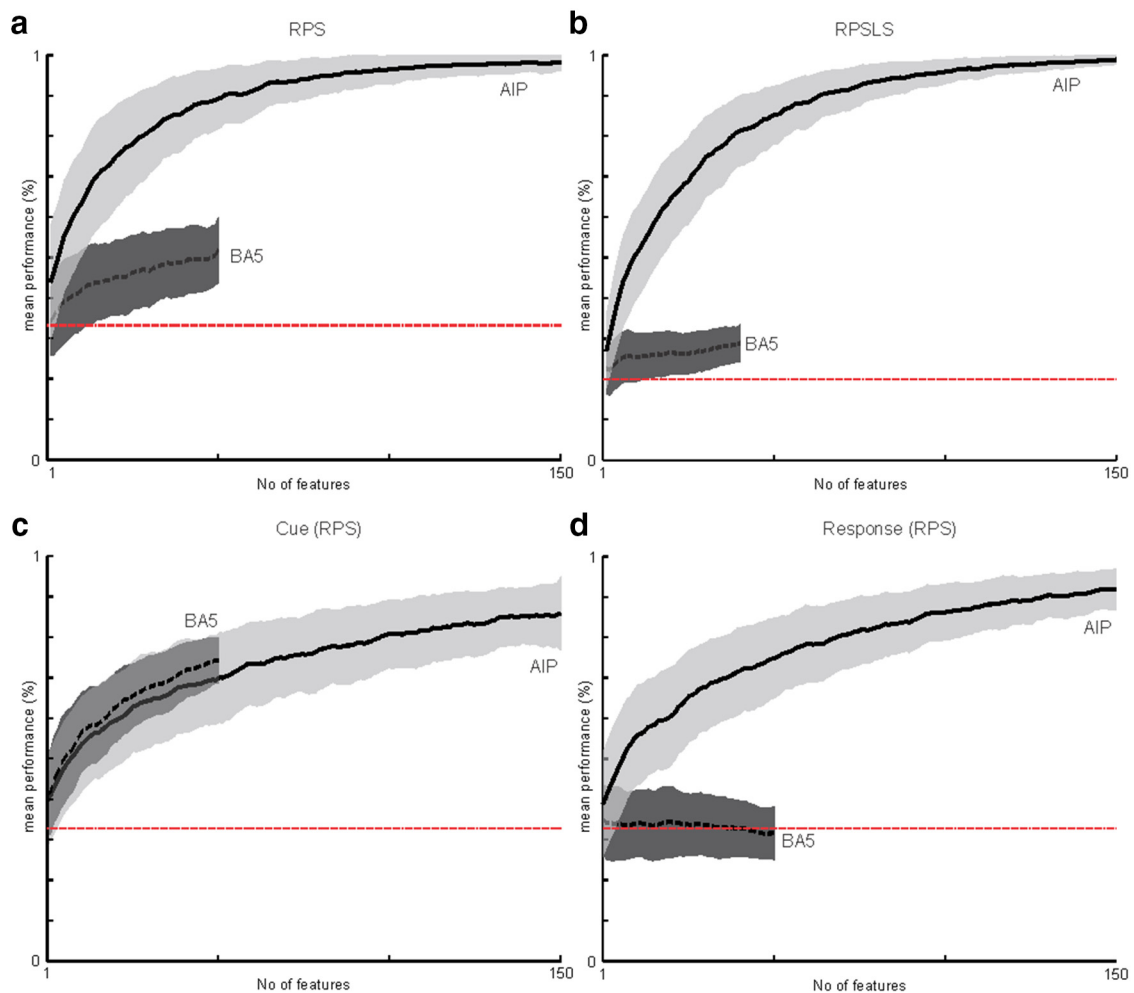 a
RPS
1
mean performance (%)
AIP
BA5
0
1
150
No of features
b
RPSLS
1
mean performance (%)
AIP
BA5
0
1
150
No of features
c
Cue (RPS)
1
mean performance (%)
BA5
AIP
0
1
150
No of features
d
Response (RPS)
1
mean performance (%)
AIP
BA5
0
1
150
No of features